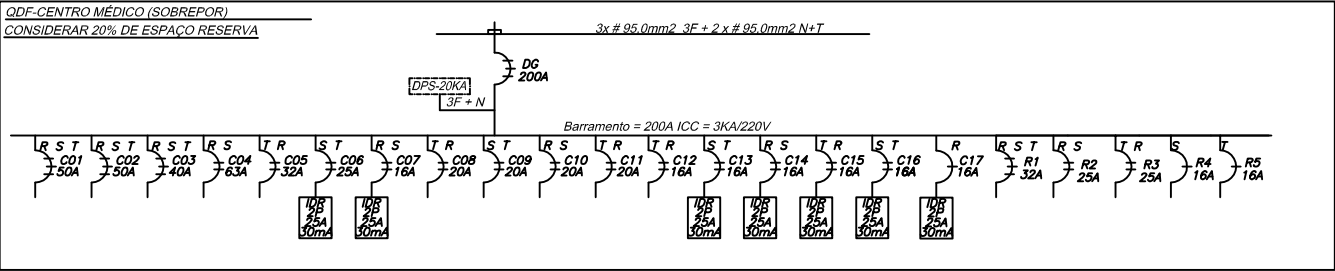 QDF-CENTRO MÉDICO (SOBREPOR)
CONSIDERAR 20% DE ESPAÇO RESERVA
3x # 95.0mm2 3F + 2 x # 95.0mm2 N+T
DG
200A
DPS-20KA
3F + N
Barramento = 200A ICC = 3KA/220V
R S T
C01
50A
R S T
C02
50A
R S T
C03
40A
R S
C04
63A
T R
C05
32A
S T
C06
25A
R S
C07
16A
T R
C08
20A
S T
C09
20A
R S
C10
20A
T R
C11
20A
T R
C12
16A
S T
C13
16A
R S
C14
16A
T R
C15
16A
S T
C16
16A
R
C17
16A
R S T
R1
32A
R S
R2
25A
T R
R3
25A
S
R4
16A
T
R5
16A
IDR
2P
25A
30mA
IDR
2P
25A
30mA
IDR
2P
25A
30mA
IDR
2P
25A
30mA
IDR
2P
25A
30mA
IDR
2P
25A
30mA
IDR
2P
25A
30mA